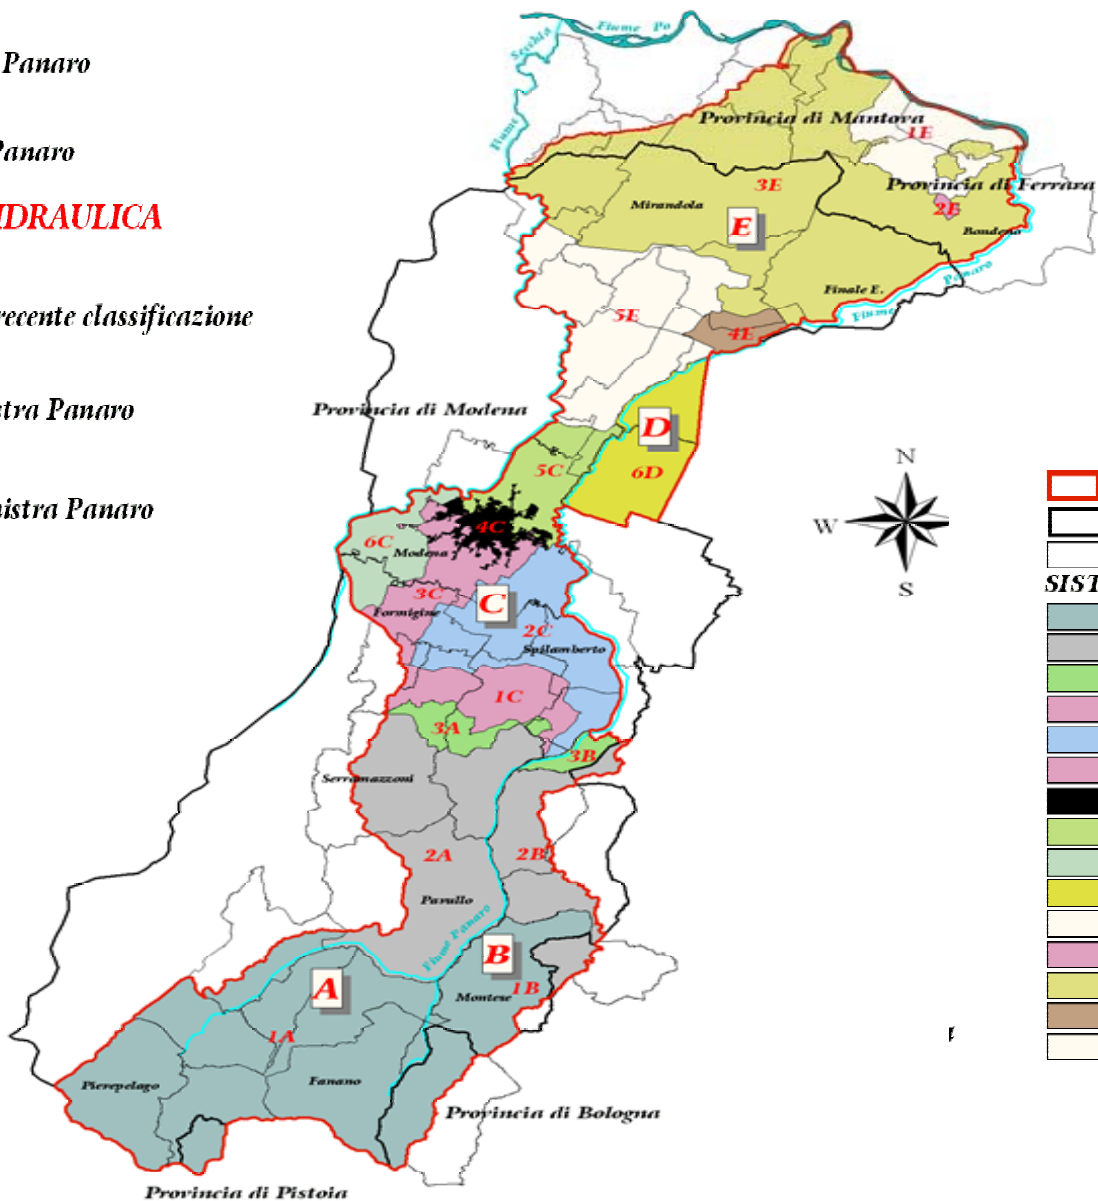 Fiume Po
Secchia
Panaro
Fiume
Provincia di Mantova
1E
Panaro
3E
Provincia di Ferrara
Mirandola
2E
IDRAULICA
E
Bondeno
Panaro
Finale E.
recente classificazione
5E
Fiume
4E
stra Panaro
Provincia di Modena
D
N
5C
6D
nistra Panaro
4C
W
6C
Modena
S
SIST
3C
C
Formigine
2C
Spilamberto
1C
3A
3B
Serramazzoni
2A
2B
Pavullo
Fiume Panaro
B
A
1B
Montese
1A
Pievepelago
Fanano
Provincia di Bologna
Provincia di Pistoia